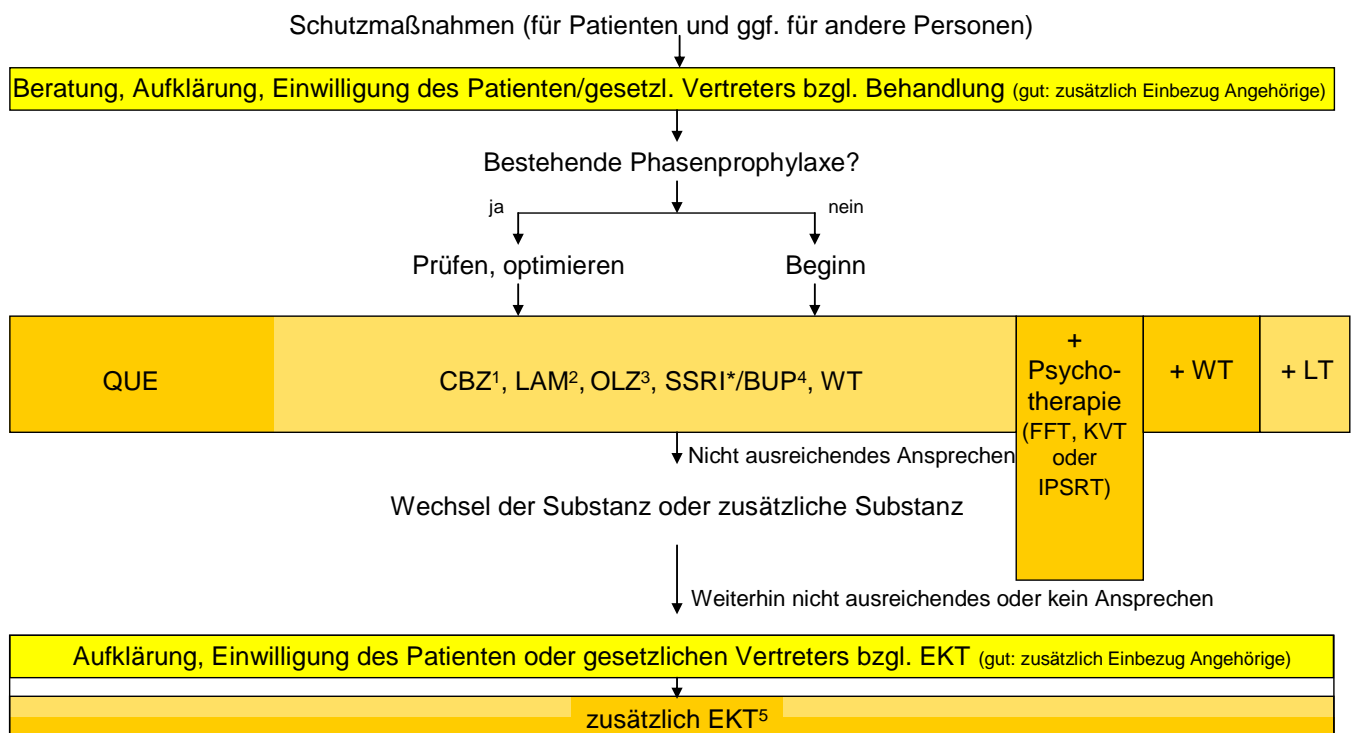 Schutzmaßnahmen (für Patienten und ggf. für andere Personen)
Beratung, Aufklärung, Einwilligung des Patienten/gesetzl. Vertreters bzgl. Behandlung (gut: zusätzlich Einbezug Angehörige)
Bestehende Phasenprophylaxe?
ja
nein
Prüfen, optimieren
Beginn
QUE
CBZ¹, LAM², OLZ³, SSRI*/BUP⁴, WT
+
Psycho-
therapie
(FFT, KVT
oder
IPSRT)
+ WT
+ LT
Nicht ausreichendes Ansprechen
Wechsel der Substanz oder zusätzliche Substanz
Weiterhin nicht ausreichendes oder kein Ansprechen
Aufklärung, Einwilligung des Patienten oder gesetzlichen Vertreters bzgl. EKT (gut: zusätzlich Einbezug Angehörige)
zusätzlich EKT⁵